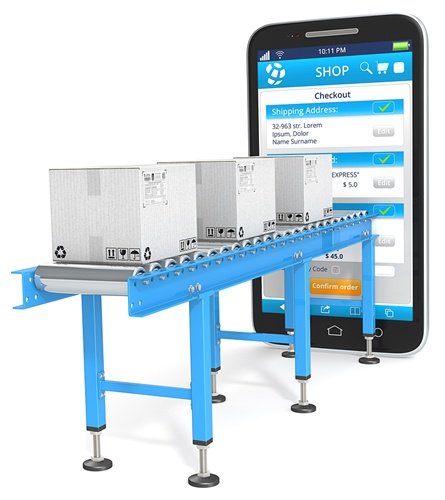 10:11 PM
SHOP
Checkout
Shipping Address:
32-963 str. Lorem
Ipsum, Dolor
Name Surname
Edit
d:
EXPRESS"
$ 5.0
Edit
Edit
$ 45.0
Code
Confirm order